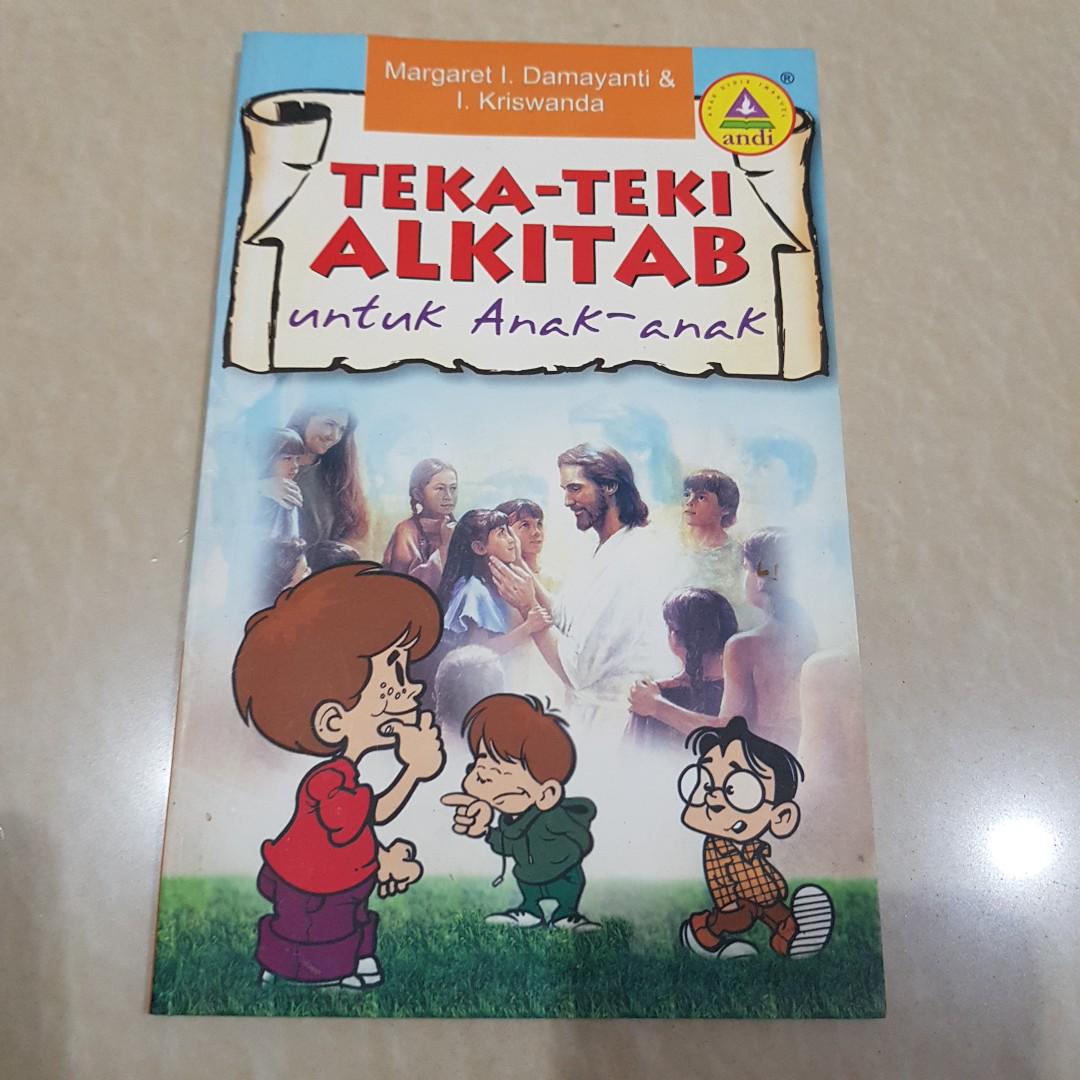 Margaret I. Damayanti &
I. Kriswanda
®
andi
TEKA-TEKI
ALKITAB
untuk Anak-anak